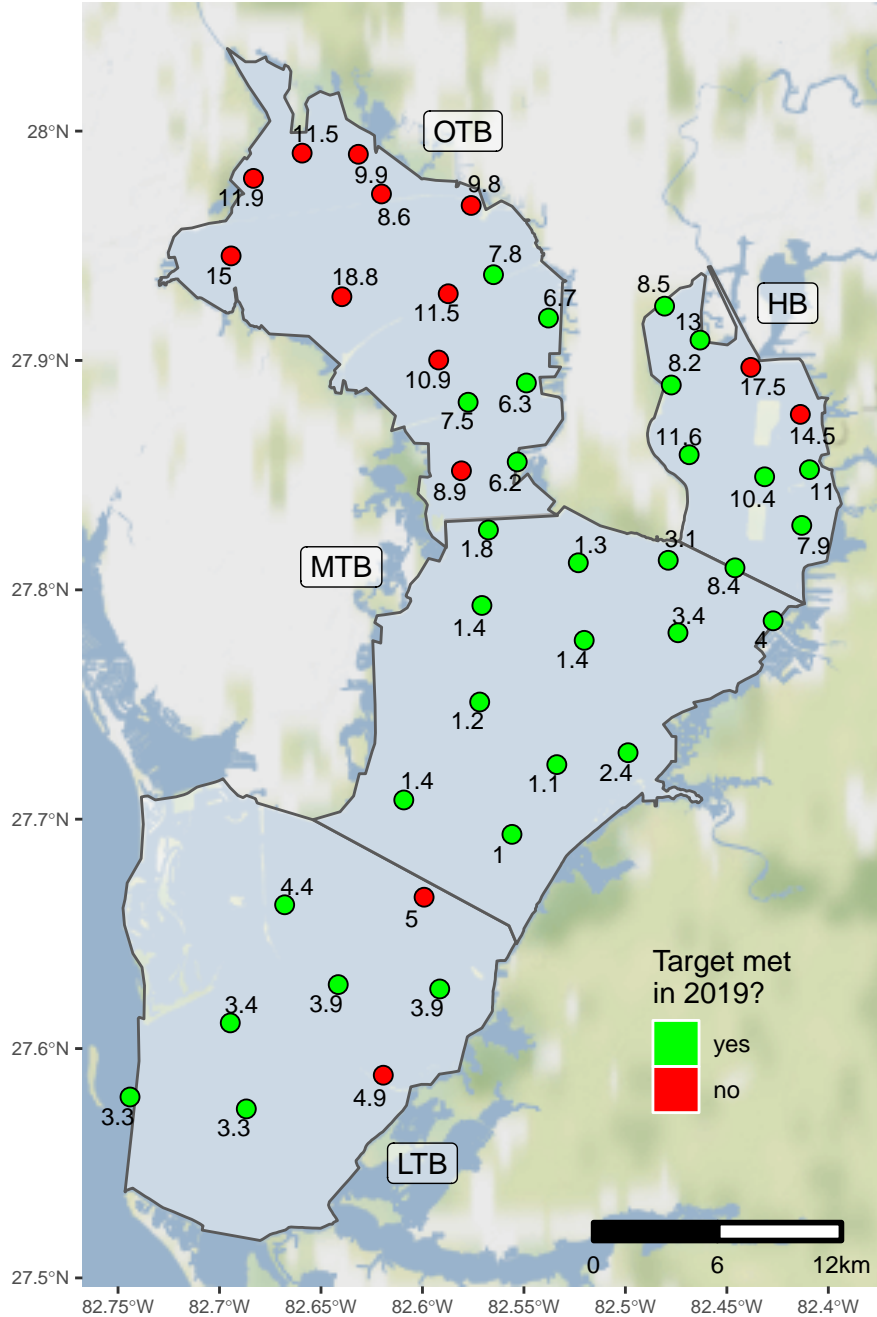 28°N
27.9°N
27.8°N
27.7°N
27.6°N
27.5°N
OTB
11.5
9.9
11.9
8.6
9.8
15
18.8
7.8
11.5
6.7
10.9
7.5
6.3
8.9
6.2
HB
8.5
13
8.2
17.5
11.6
14.5
10.4
11
7.9
8.4
MTB
1.8
1.3
3.1
1.4
1.4
3.4
4
1.2
1.1
2.4
1.4
1
4.4
5
3.9
3.9
3.4
4.9
3.3
3.3
LTB
Target met
in 2019?
yes
no
0 6 12km
82.75°W 82.7°W 82.65°W 82.6°W 82.55°W 82.5°W 82.45°W 82.4°W